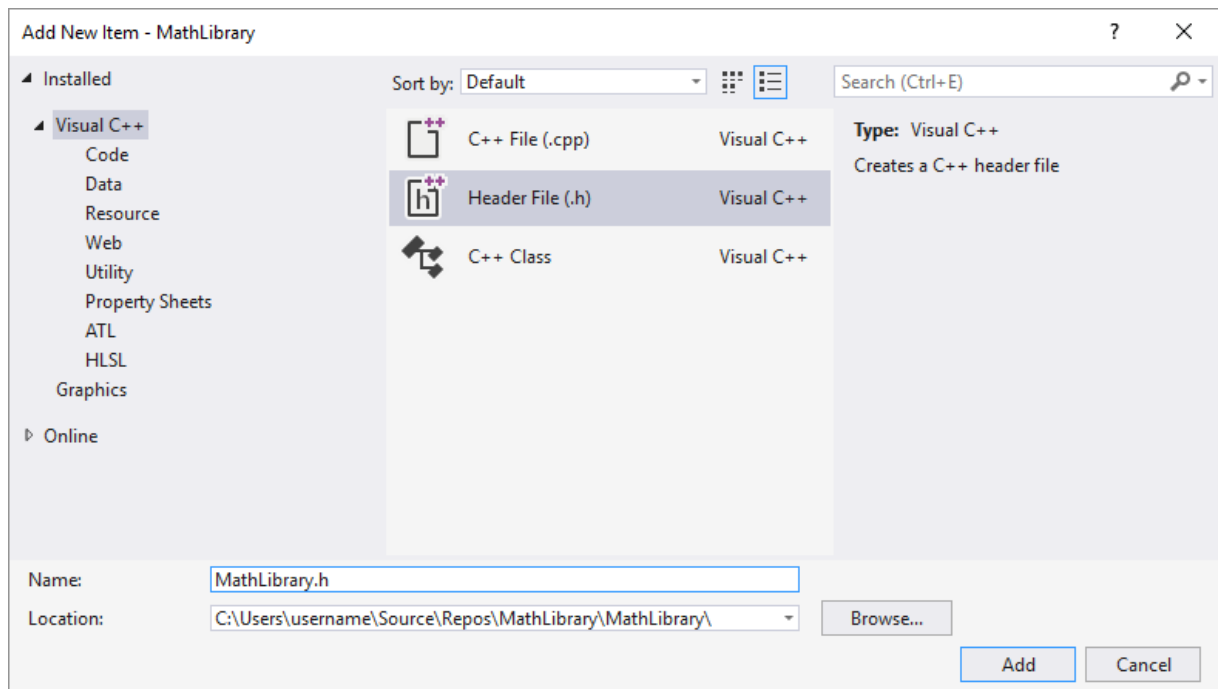 Add New Item - MathLibrary ? ×
Installed
Sort by: Default
Search (Ctrl+E)
Visual C++
Code
Data
Resource
Web
Utility
Property Sheets
ATL
HLSL
Graphics
Online
C++ File (.cpp) Visual C++
Header File (.h) Visual C++
C++ Class Visual C++
Type: Visual C++
Creates a C++ header file
Name: MathLibrary.h
Location: C:\Users\username\Source\Repos\MathLibrary\MathLibrary\ Browse...
Add Cancel